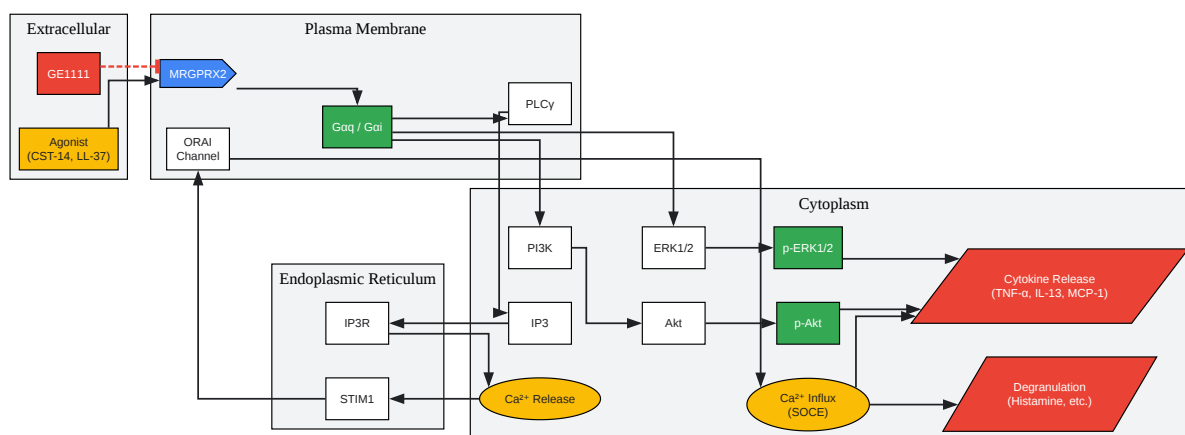 Extracellular
Plasma Membrane
GE1111
MRGPRX2
PLCγ
Gαq / Gαi
Agonist
(CST-14, LL-37)
ORAI
Channel
Cytoplasm
PI3K
ERK1/2
p-ERK1/2
Endoplasmic Reticulum
Cytokine Release
(TNF-α, IL-13, MCP-1)
IP3R
IP3
Akt
p-Akt
STIM1
Ca²⁺ Release
Ca²⁺ Influx
(SOCE)
Degranulation
(Histamine, etc.)